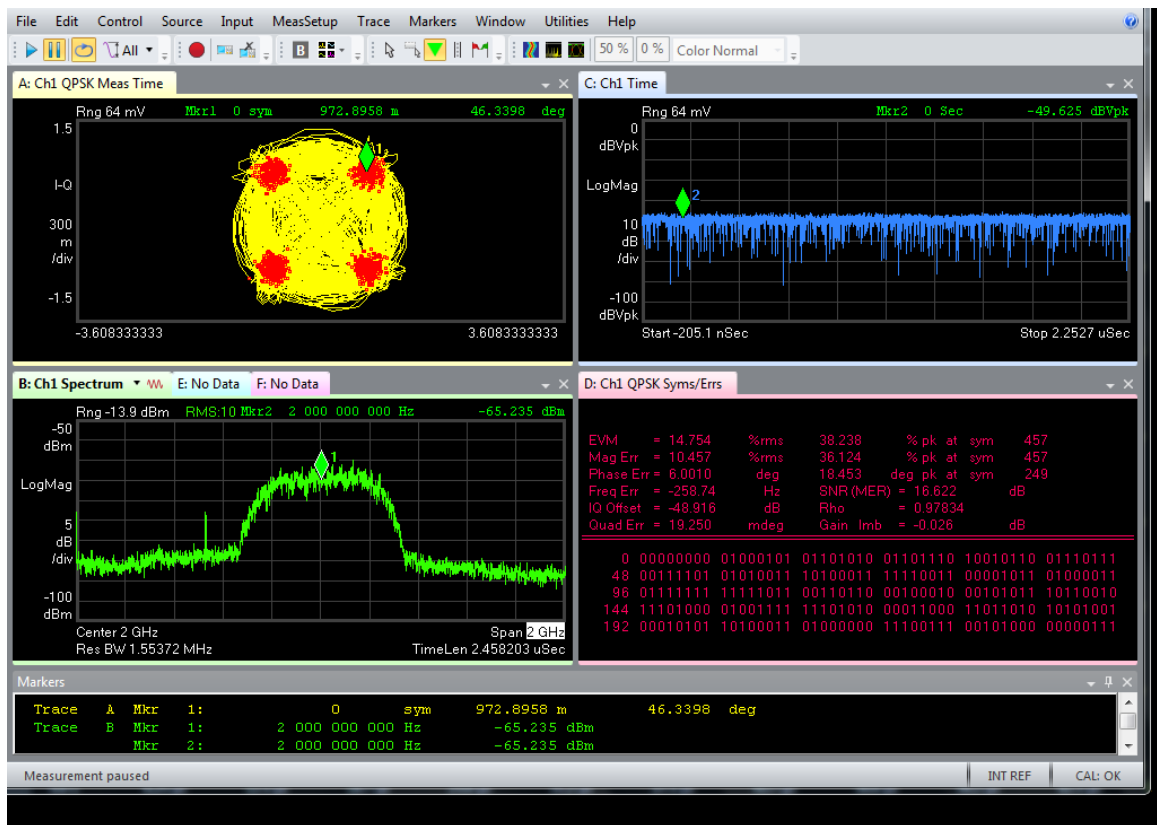 File Edit Control Source Input MeasSetup Trace Markers Window Utilities Help
All B 50 % 0 % Color Normal
A: Ch1 QPSK Meas Time
Rng 64 mV Mkr1 0 sym 972.8958 m 46.3398 deg
1.5
1
I-Q
300
m
/div
-1.5
-3.608333333 3.6083333333
C: Ch1 Time
Rng 64 mV Mkr2 0 Sec -49.625 dBVpk
0
dBVpk
LogMag
2
10
dB
/div
-100
dBVpk
Start -205.1 nSec Stop 2.2527 uSec
B: Ch1 Spectrum E: No Data F: No Data
Rng -13.9 dBm RMS:10 Mkr2 2 000 000 000 Hz -65.235 dBm
-50
dBm
1
LogMag
5
dB
/div
-100
dBm
Center 2 GHz Span 2 GHz
Res BW 1.55372 MHz TimeLen 2.458203 uSec
D: Ch1 QPSK Syms/Errs
EVM = 14.754 %rms 38.238 % pk at sym 457
Mag Err = 10.457 %rms 36.124 % pk at sym 457
Phase Err = 6.0010 deg 18.453 deg pk at sym 249
Freq Err = -258.74 Hz SNR (MER) = 16.622 dB
IQ Offset = -48.916 dB Rho = 0.97834
Quad Err = 19.250 mdeg Gain Imb = -0.026 dB
0 00000000 01000101 01101010 01101110 10010110 01110111
48 00111101 01010011 10100011 11110011 00001011 01000011
96 01111111 11111011 00110110 00100010 00101011 10110010
144 11101000 01001111 11101010 00011000 11011010 10101001
192 00010101 10100011 01000000 11100111 00101000 00000111
Markers
Trace A Mkr 1: 0 sym 972.8958 m 46.3398 deg
Trace B Mkr 1: 2 000 000 000 Hz -65.235 dBm
Mkr 2: 2 000 000 000 Hz -65.235 dBm
Measurement paused INT REF CAL: OK